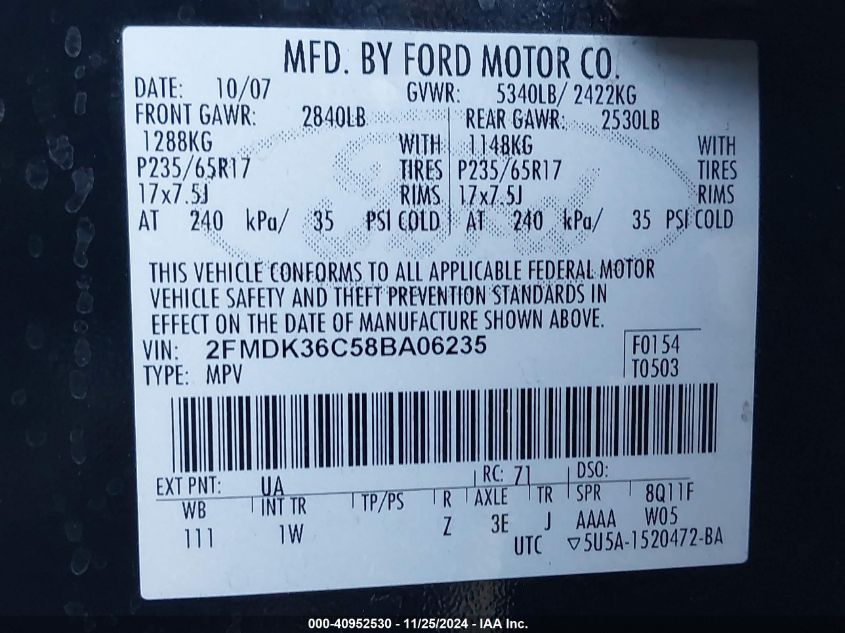 MFD. BY FORD MOTOR CO.
DATE: 10/07 GVWR: 5340LB/ 2422KG
FRONT GAWR: 2840LB REAR GAWR: 2530LB
1288KG WITH 1148KG WITH
P235/65R17 TIRES P235/65R17 TIRES
17x7.5J RIMS 17x7.5J RIMS
AT 240 kPa/ 35 PSI COLD AT 240 kPa/ 35 PSI COLD
THIS VEHICLE CONFORMS TO ALL APPLICABLE FEDERAL MOTOR
VEHICLE SAFETY AND THEFT PREVENTION STANDARDS IN
EFFECT ON THE DATE OF MANUFACTURE SHOWN ABOVE.
VIN: 2FMDK36C58BA06235 F0154
TYPE: MPV T0503
EXT PNT: UA RC: 71 DSO:
WB INT TR TP/PS R AXLE TR SPR 8Q11F
111 1W Z 3E J AAAA W05
UTC ▽5U5A-1520472-BA
000-40952530 - 11/25/2024 - IAA Inc.